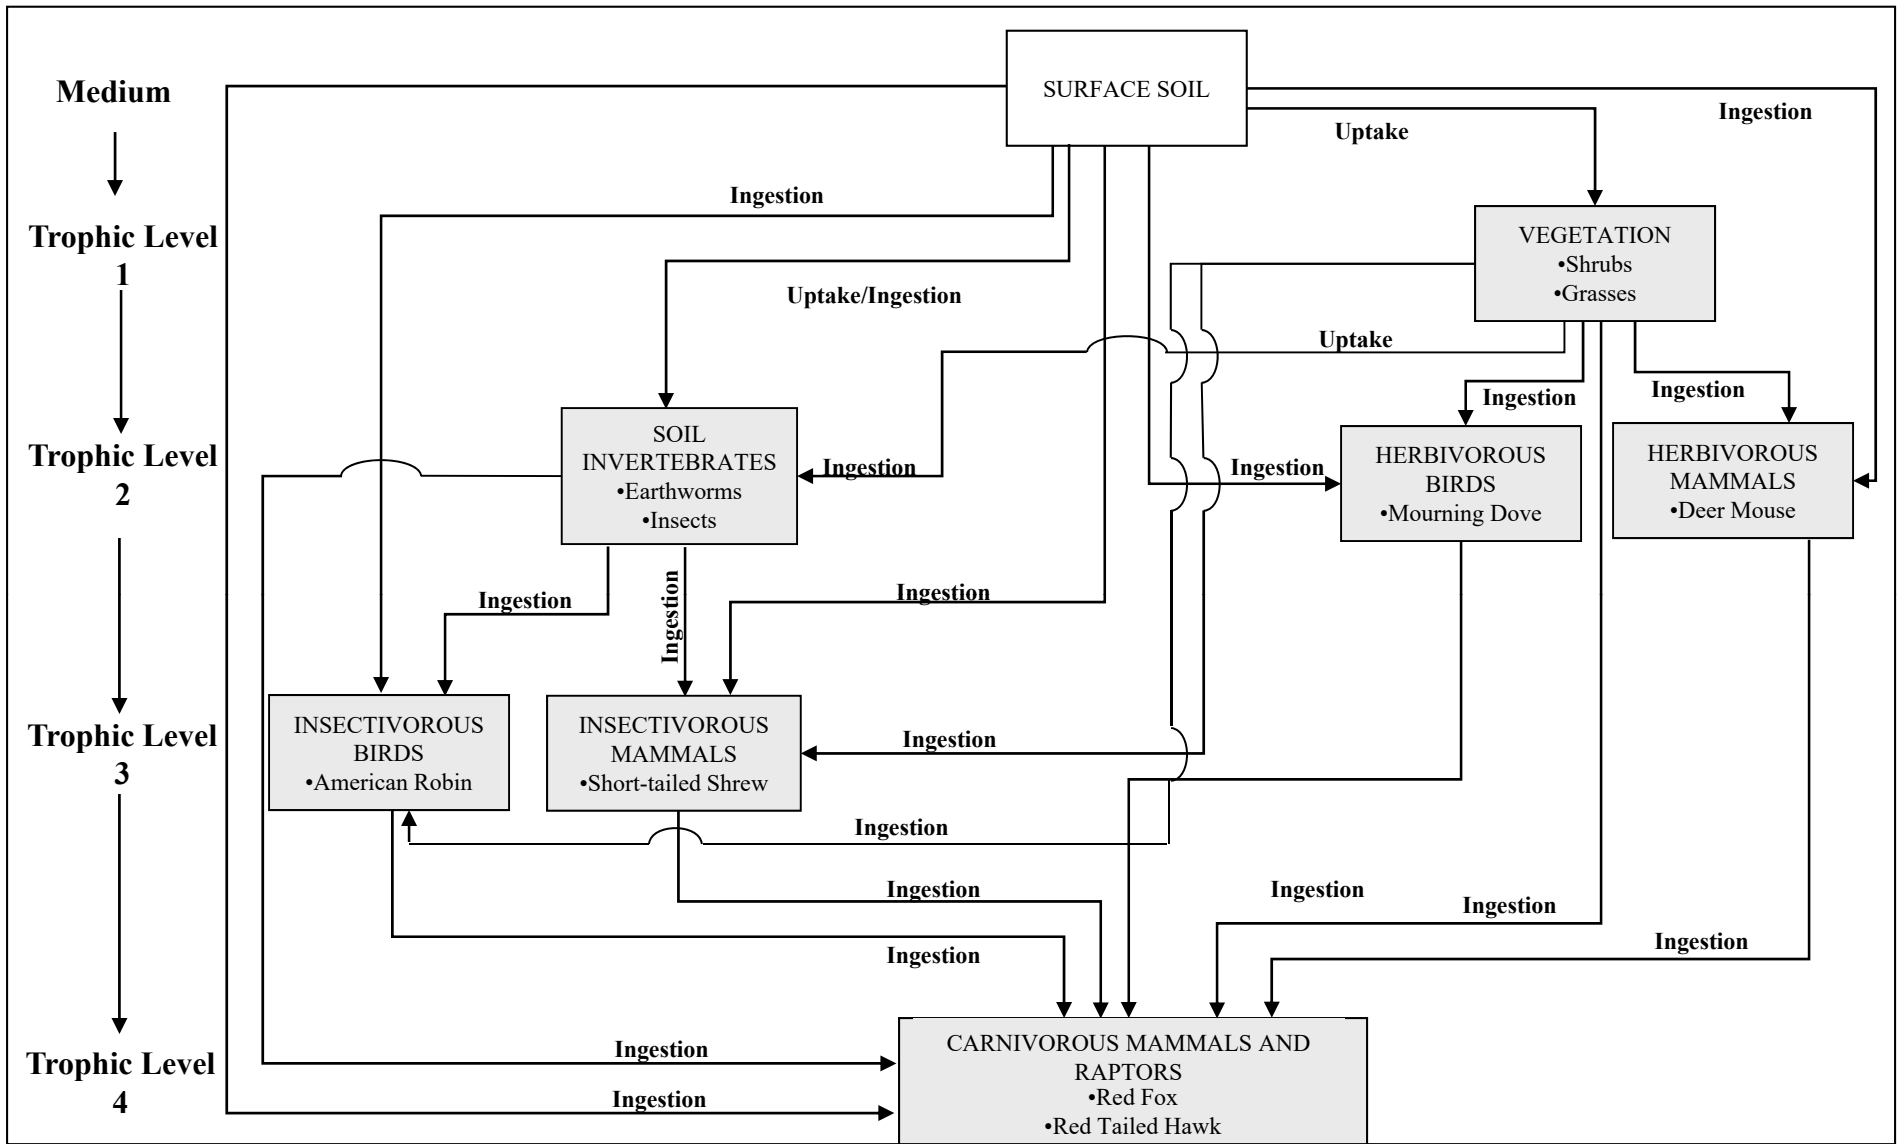 SURFACE SOIL
Medium
Ingestion
Uptake
Ingestion
Trophic Level
1
VEGETATION
•Shrubs
•Grasses
Uptake/Ingestion
Uptake
Ingestion
Ingestion
SOIL
INVERTEBRATES
•Earthworms
•Insects
Trophic Level
2
Ingestion
Ingestion
HERBIVOROUS
BIRDS
•Mourning Dove
HERBIVOROUS
MAMMALS
•Deer Mouse
Ingestion
Ingestion
Ingestion
Trophic Level
3
INSECTIVOROUS
BIRDS
•American Robin
INSECTIVOROUS
MAMMALS
•Short-tailed Shrew
Ingestion
Ingestion
Ingestion
Ingestion
Ingestion
Ingestion
Ingestion
Trophic Level
4
Ingestion
Ingestion
CARNIVOROUS MAMMALS AND
RAPTORS
•Red Fox
•Red Tailed Hawk